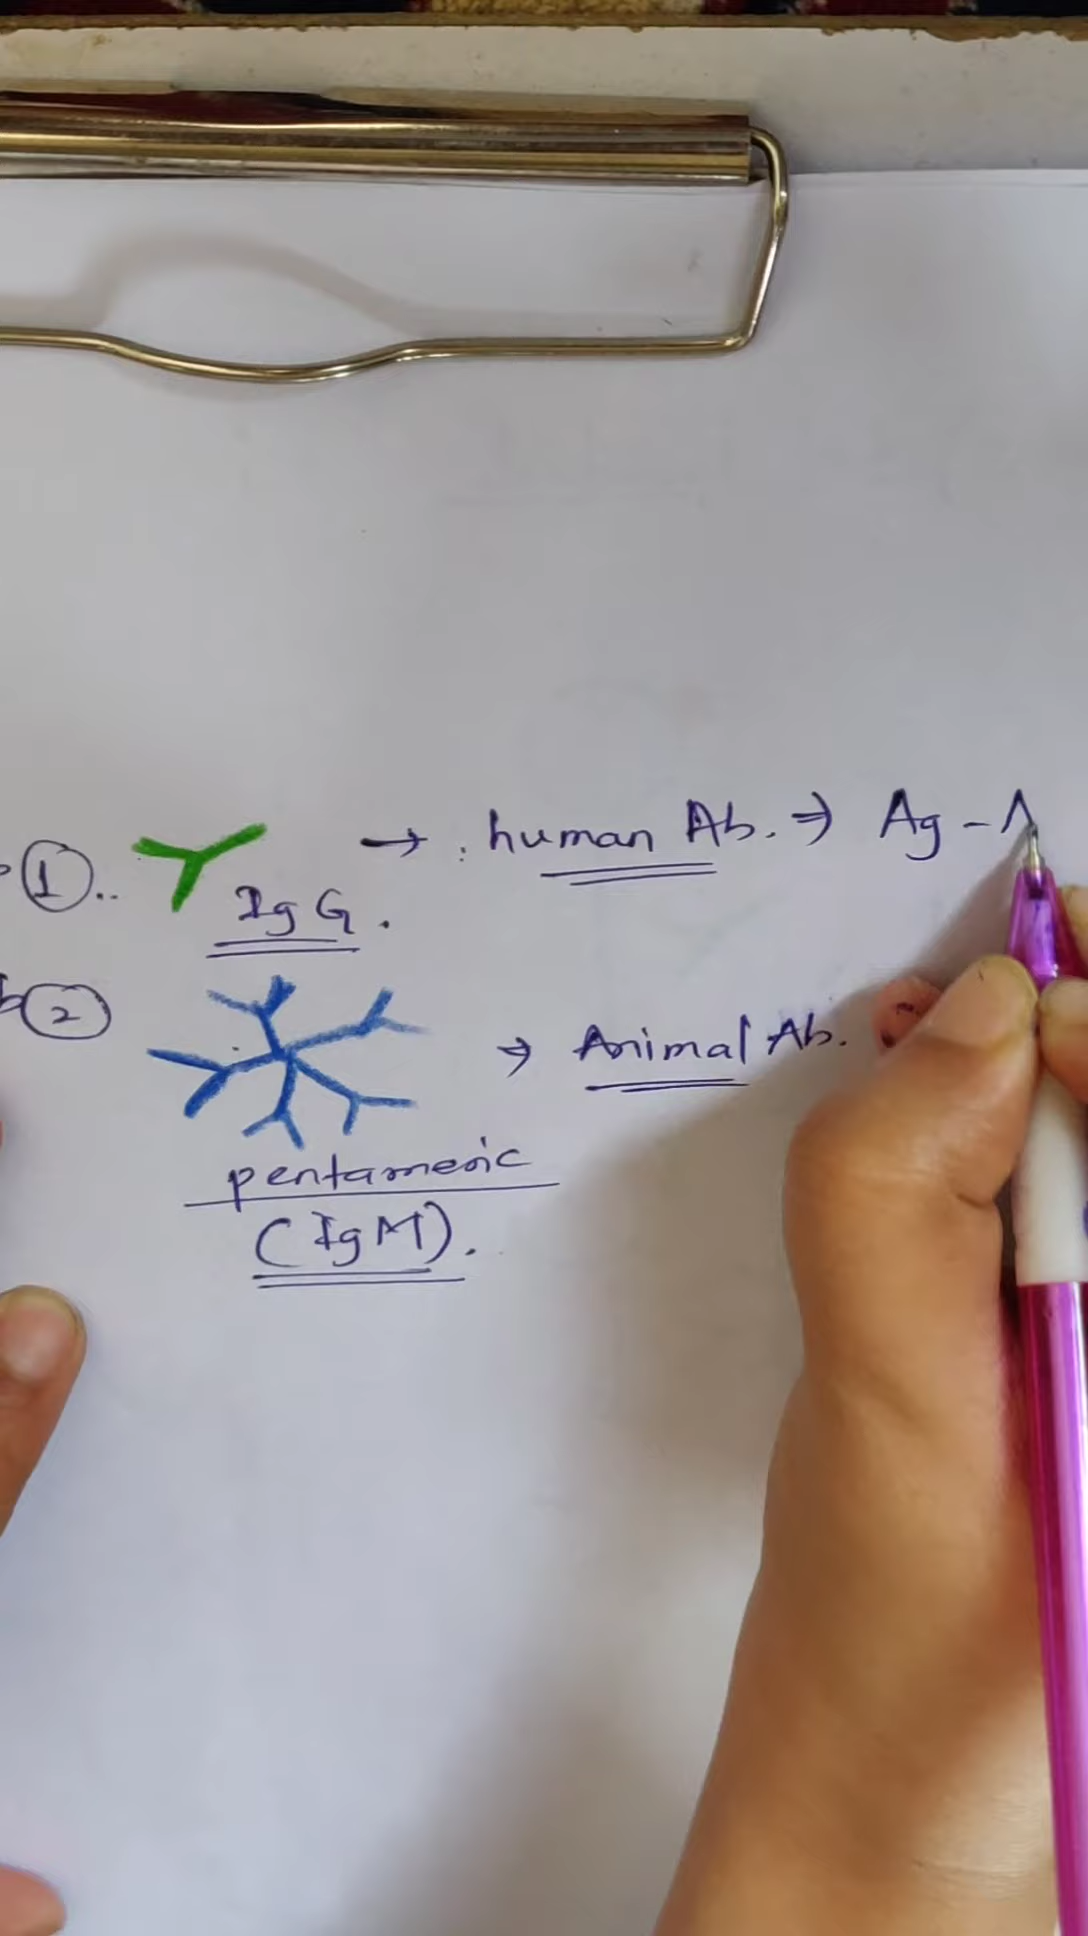 ① .. → : human Ab. ⇒ Ag - A
IgG .
② ⇒ Animal Ab.
pentameric
(IgM).